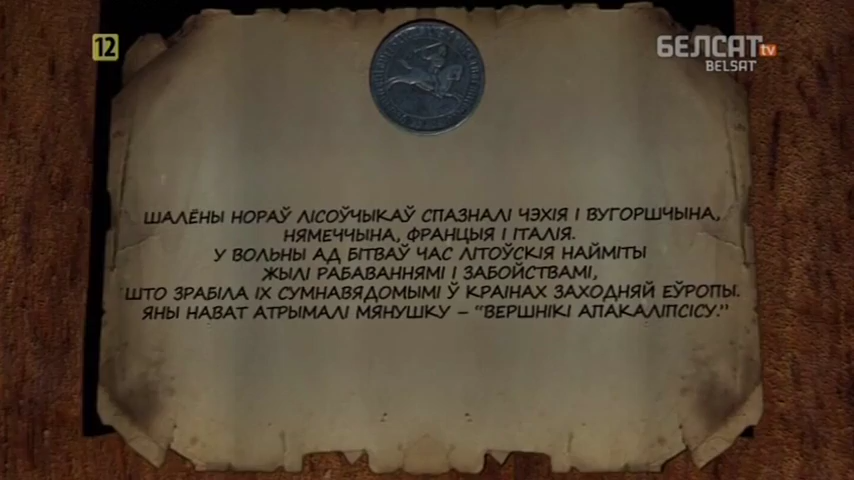 12
БЕЛСАТ tv
BELSAT
ШАЛЁНЫ НОРАЎ ЛІСОЎЧЫКАЎ СПАЗНАЛІ ЧЭХІЯ І ВУГОРШЧЫНА,
НЯМЕЧЧЫНА, ФРАНЦЫЯ І ІТАЛІЯ.
У ВОЛЬНЫ АД БІТВАЎ ЧАС ЛІТОЎСКІЯ НАЙМІТЫ
ЖЫЛІ РАБАВАННЯМІ І ЗАБОЙСТВАМІ,
ШТО ЗРАБІЛА ІХ СУМНАВЯДОМЫМІ Ў КРАІНАХ ЗАХОДНЯЙ ЕЎРОПЫ.
ЯНЫ НАВАТ АТРЫМАЛІ МЯНУШКУ – "ВЕРШНІКІ АПАКАЛІПСІСУ."